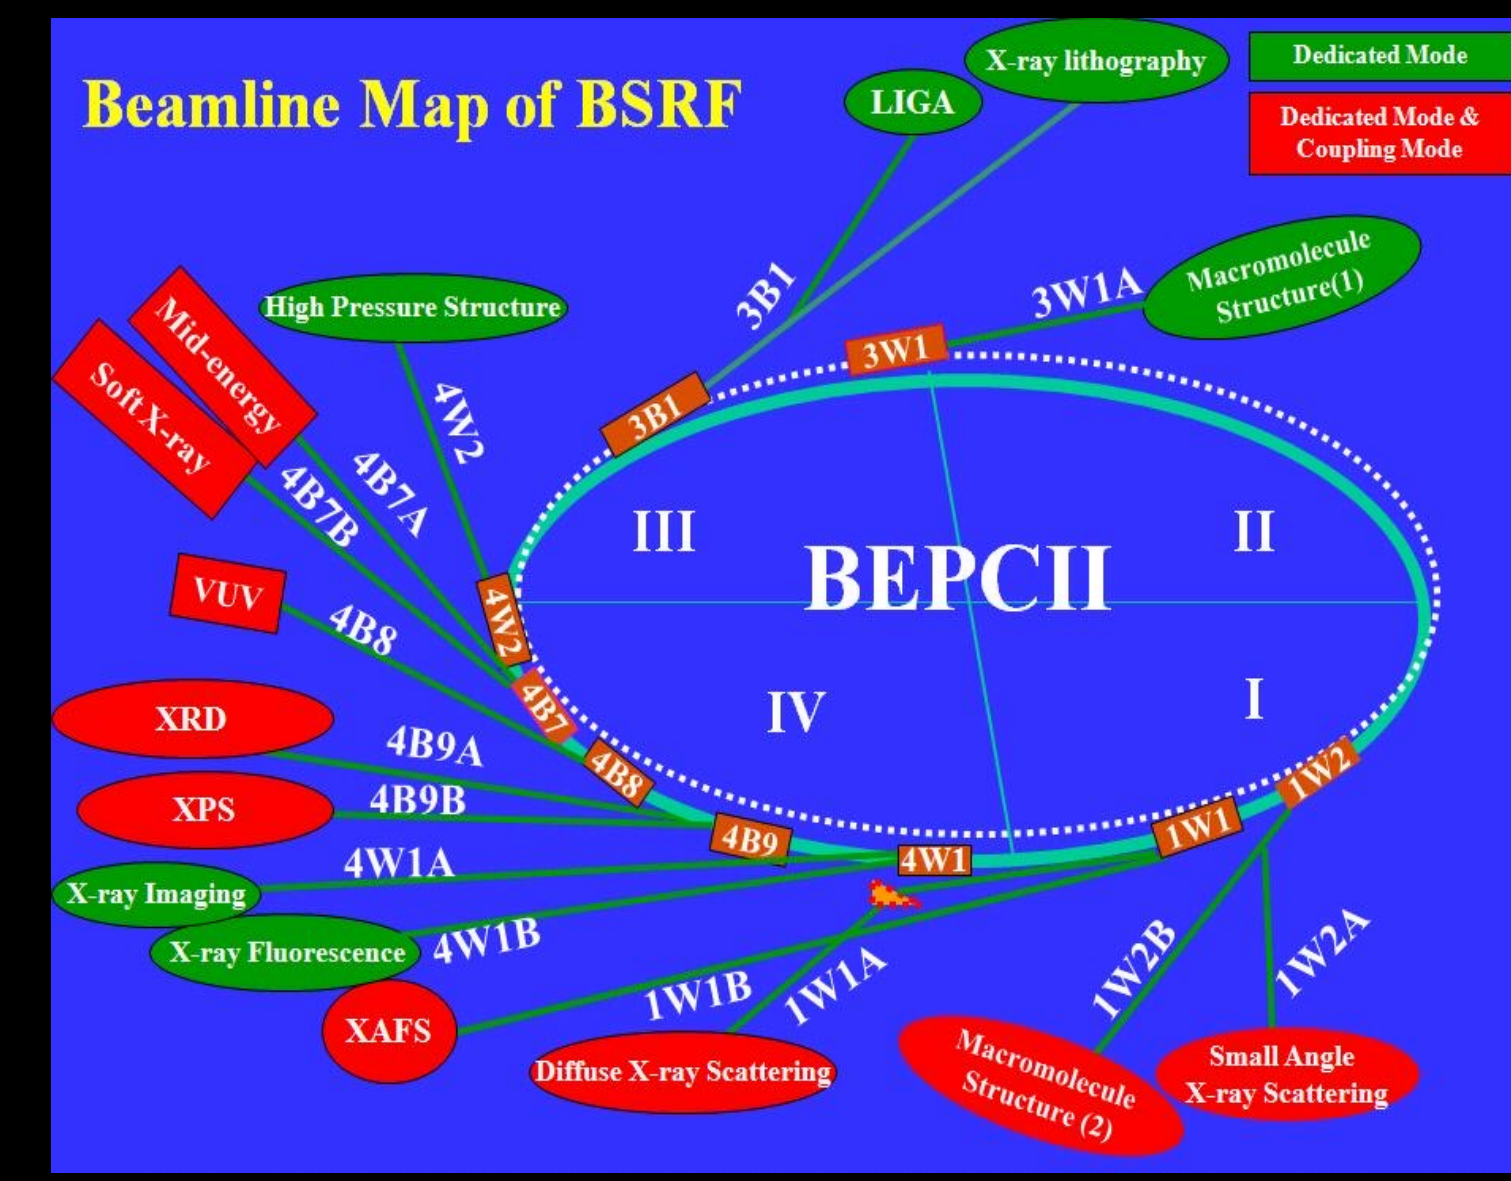 Beamline Map of BSRF
LIGA
X-ray lithography
Dedicated Mode
Dedicated Mode &
Coupling Mode
3B1
3W1A
Macromolecule
Structure(1)
High Pressure Structure
Mid-energy
Soft X-ray
4W2
4B7A
4B7B
3W1
3B1
III
II
BEPCII
VUV
4B8
4W2
4B7
XRD
4B9A
IV
I
4B8
1W2
XPS
4B9B
4B9
1W1
4W1
X-ray Imaging
4W1A
X-ray Fluorescence
4W1B
1W1B
1W1A
1W2B
1W2A
XAFS
Diffuse X-ray Scattering
Macromolecule
Structure (2)
Small Angle
X-ray Scattering